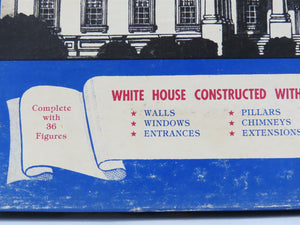 Complete
with
36
Figures
WHITE HOUSE CONSTRUCTED WITH
★ WALLS
★ WINDOWS
★ ENTRANCES
★ PILLARS
★ CHIMNEYS
★ EXTENSIONS